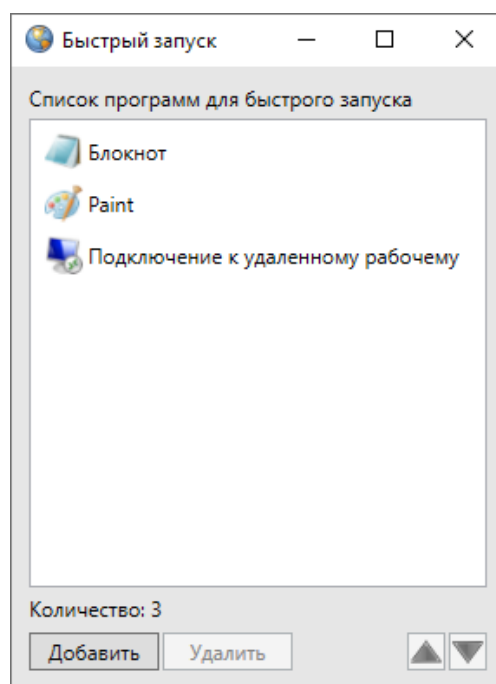 Быстрый запуск
Список программ для быстрого запуска
Блокнот
Paint
Подключение к удаленному рабочему
Количество: 3
Добавить Удалить